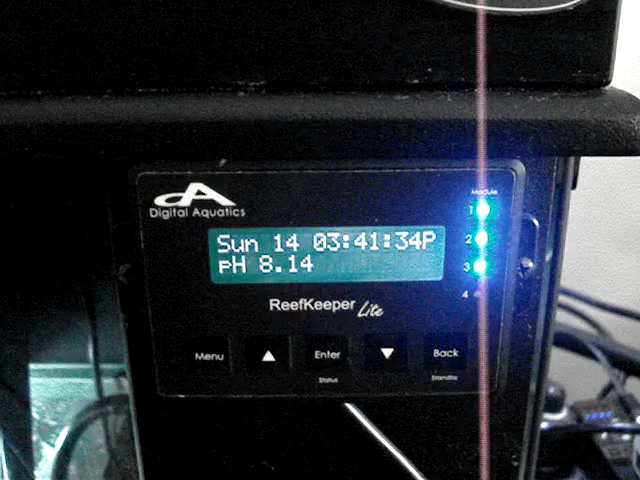 dA
Digital Aquatics
Module
1
Sun 14 03:41:34P
2
pH 8.14
3
4
ReefKeeper Lite
Menu ▲ Enter ▼ Back
Status Standby